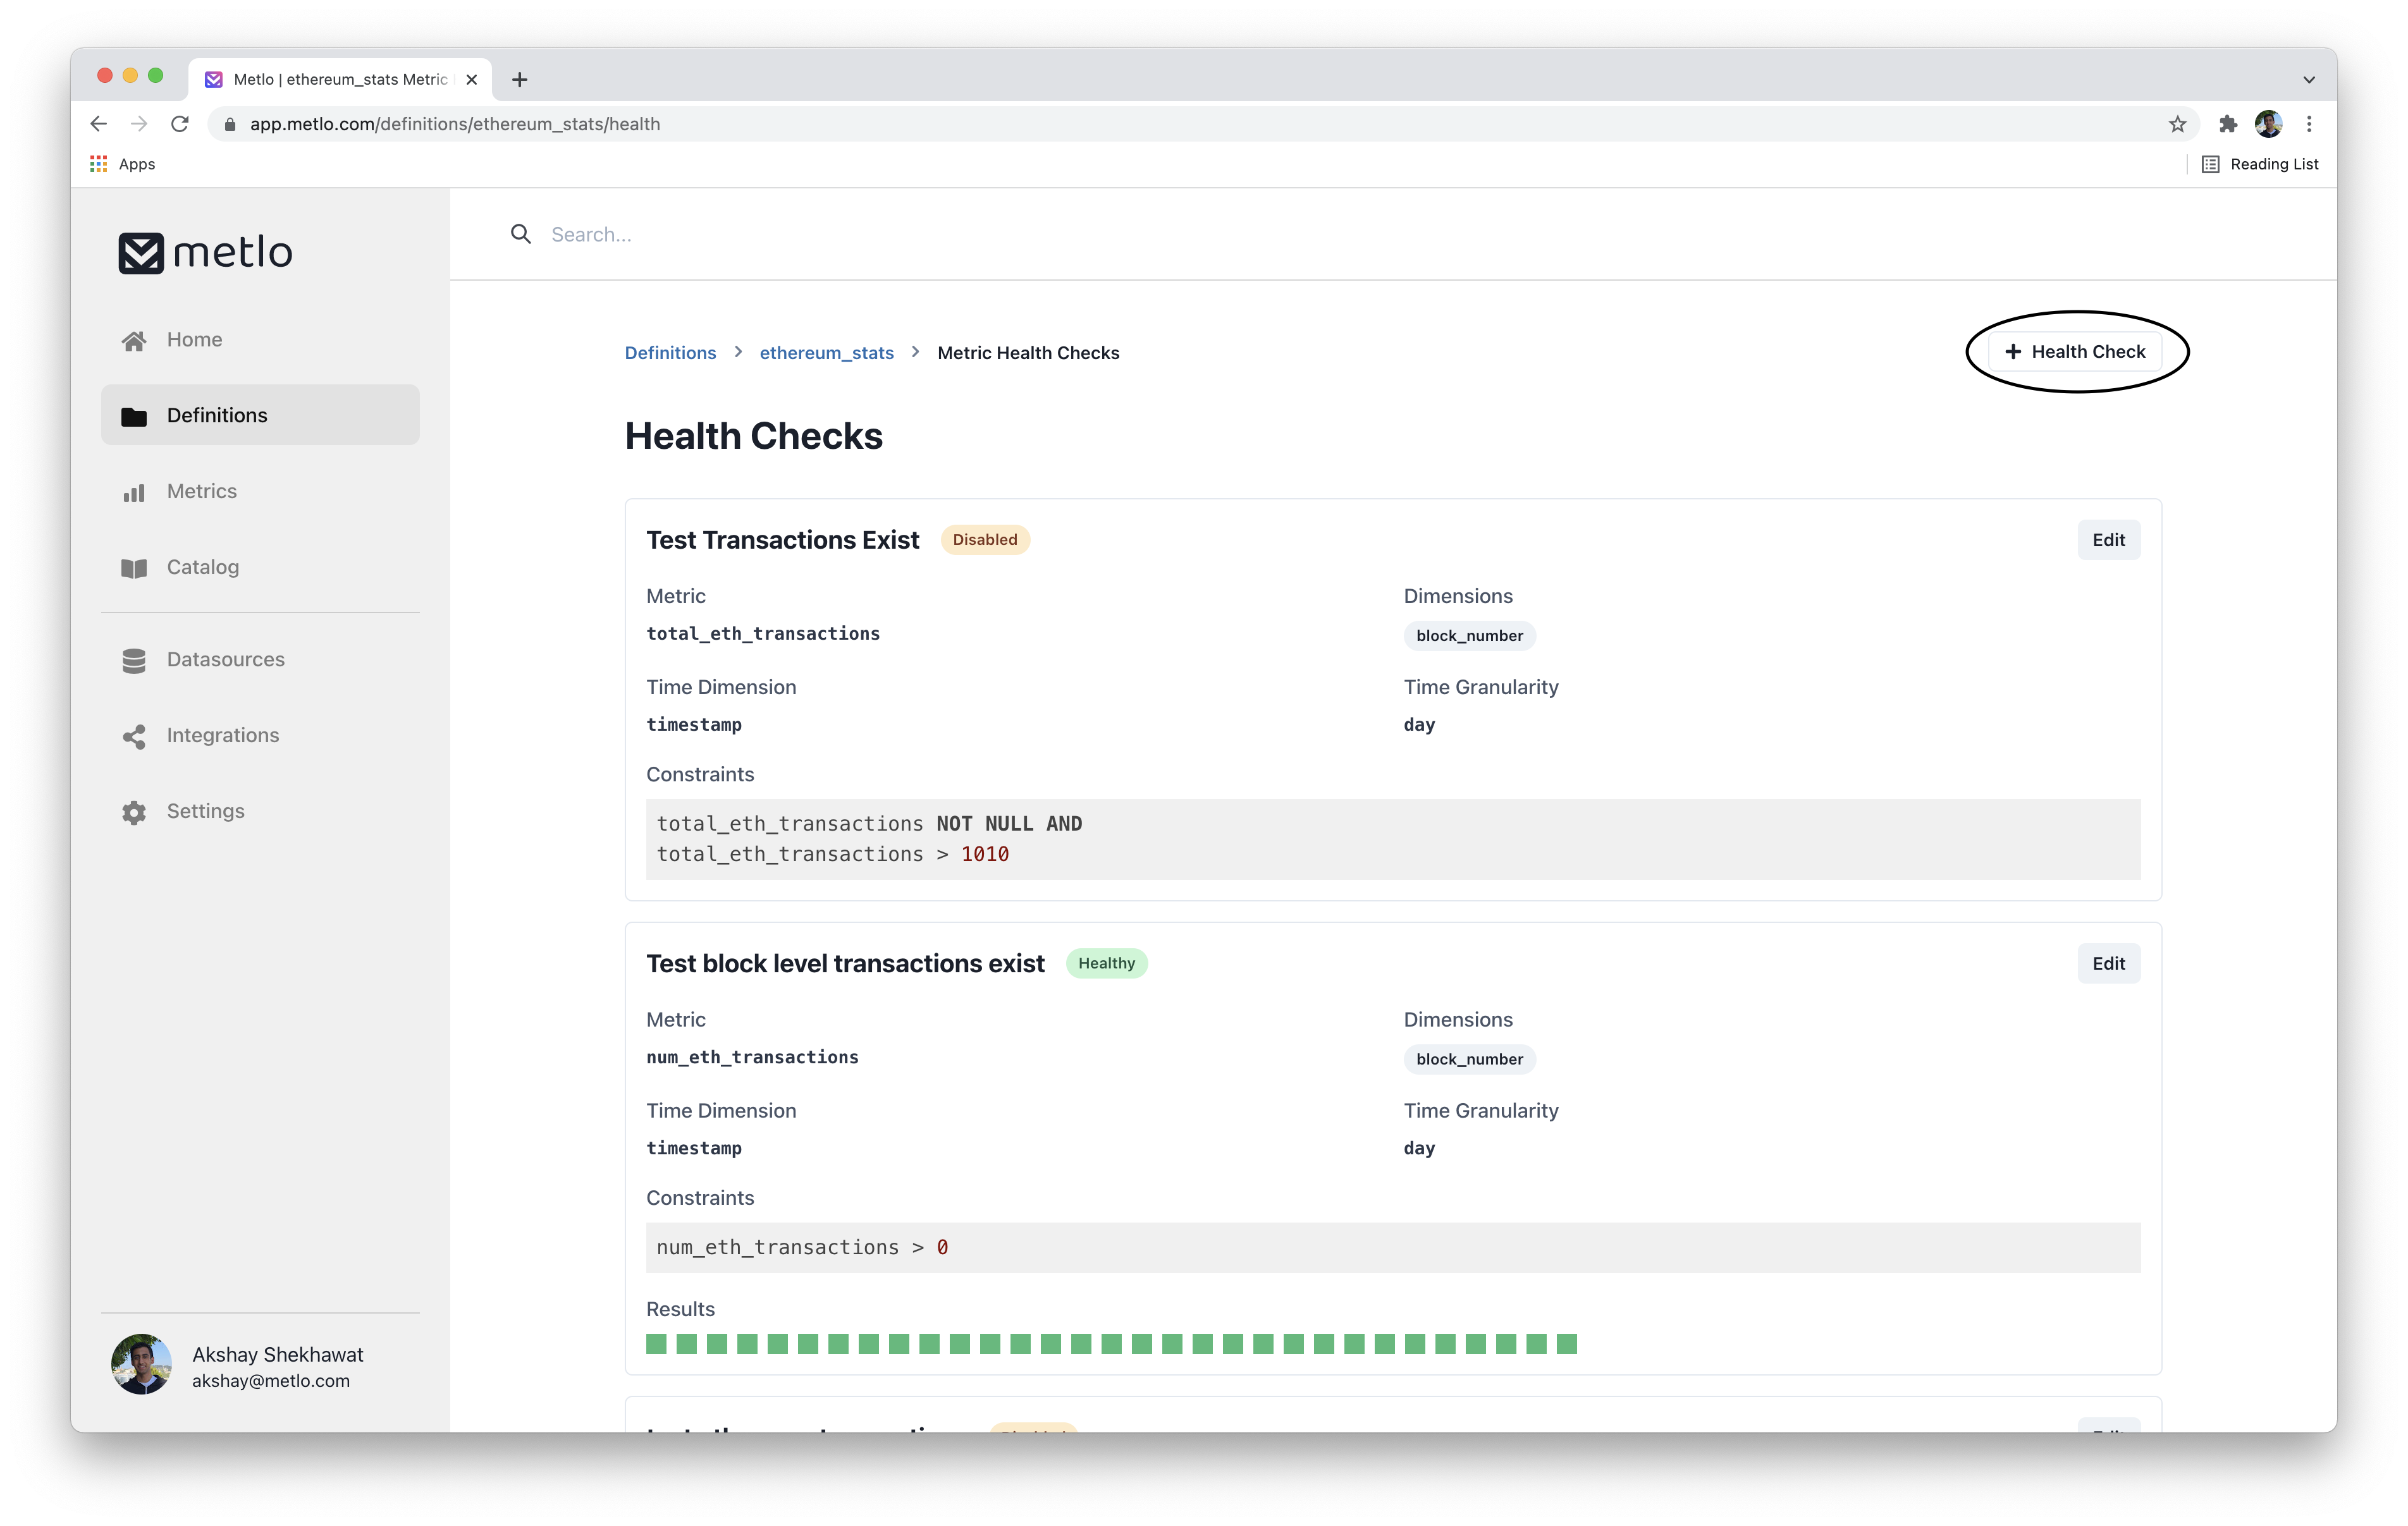 Metlo | ethereum_stats Metric
app.metlo.com/definitions/ethereum_stats/health
Apps
Reading List
metlo
Search...
Home
Definitions
Metrics
Catalog
Datasources
Integrations
Settings
Akshay Shekhawat
akshay@metlo.com
Definitions > ethereum_stats > Metric Health Checks
+ Health Check
Health Checks
Test Transactions Exist Disabled Edit
Metric Dimensions
total_eth_transactions block_number
Time Dimension Time Granularity
timestamp day
Constraints
total_eth_transactions NOT NULL AND
total_eth_transactions > 1010
Test block level transactions exist Healthy Edit
Metric Dimensions
num_eth_transactions block_number
Time Dimension Time Granularity
timestamp day
Constraints
num_eth_transactions > 0
Results